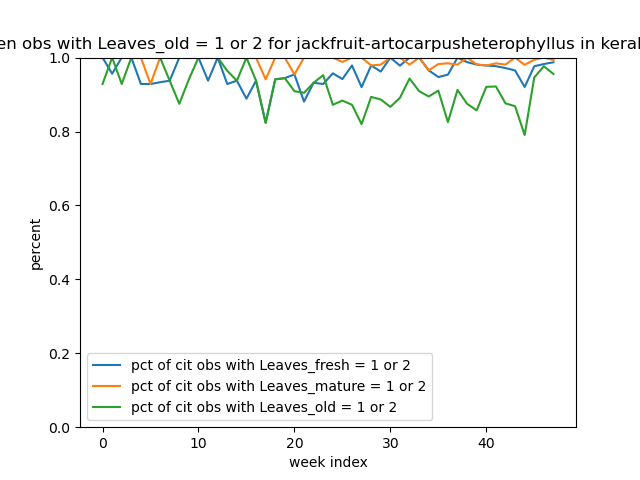 en obs with Leaves_old = 1 or 2 for jackfruit-artocarpusheterophyllus in keral
1.0
0.8
0.6
0.4
0.2
0.0
percent
pct of cit obs with Leaves_fresh = 1 or 2
pct of cit obs with Leaves_mature = 1 or 2
pct of cit obs with Leaves_old = 1 or 2
0 10 20 30 40
week index